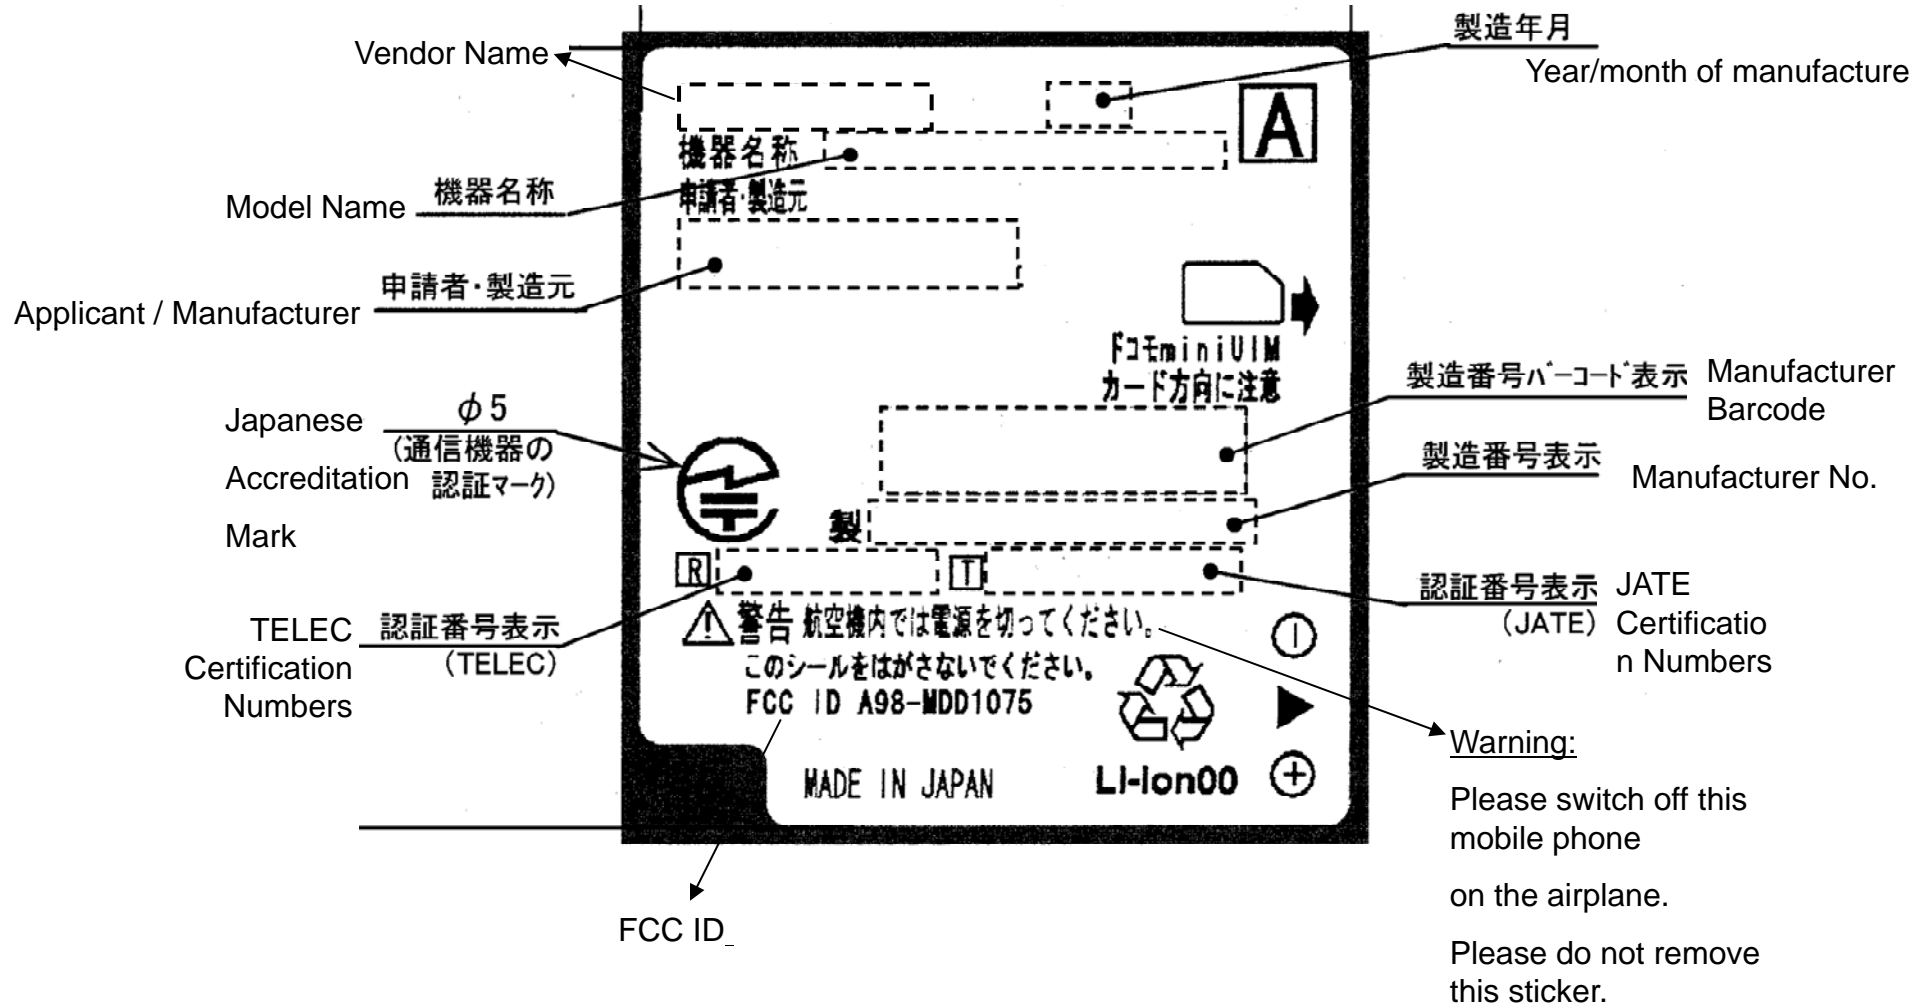 Vendor Name
製造年月
Year/month of manufacture
A
機器名称
Model Name 機器名称
申請者・製造元
Applicant / Manufacturer 申請者・製造元
ドコモminiUIM
カード方向に注意
製造番号バーコード表示 Manufacturer
Barcode
Japanese φ5
(通信機器の
Accreditation 認証マーク)
Mark
製造番号表示
Manufacturer No.
製
R T
TELEC 認証番号表示
Certification (TELEC)
Numbers
認証番号表示 JATE
(JATE) Certificatio
n Numbers
警告 航空機内では電源を切ってください。
このシールをはがさないでください。
FCC ID A98-MDD1075
MADE IN JAPAN
Li-ion00
Warning:
Please switch off this
mobile phone
on the airplane.
Please do not remove
this sticker.
FCC ID